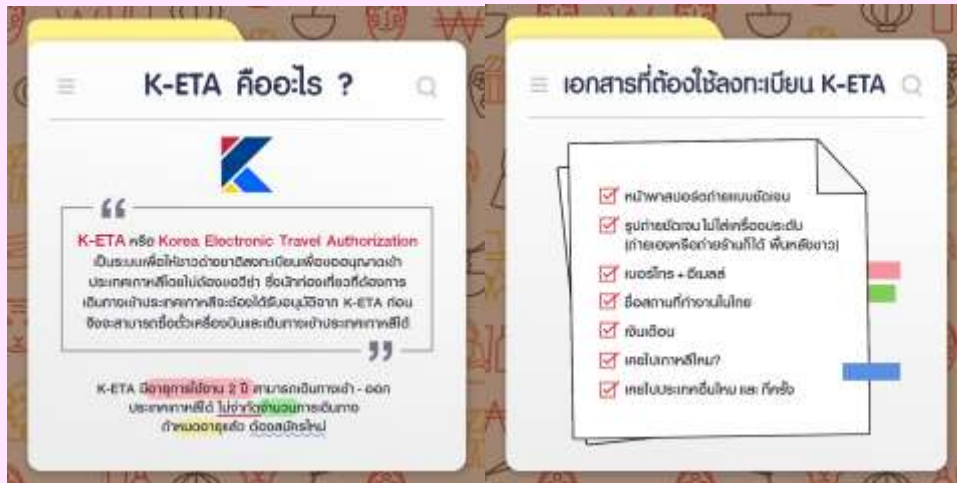 K-ETA คืออะไร ?
K-ETA หรือ Korea Electronic Travel Authorization
เป็นระบบเพื่อให้ชาวต่างชาติลงทะเบียนเพื่อขออนุญาตเข้า
ประเทศเกาหลีโดยไม่ต้องขอวีซ่า ซึ่งนักท่องเที่ยวที่ต้องการ
เดินทางเข้าประเทศเกาหลีจะต้องได้รับอนุมัติจาก K-ETA ก่อน
จึงจะสามารถซื้อตั๋วเครื่องบินและเดินทางเข้าประเทศเกาหลีได้
K-ETA มีอายุการใช้งาน 2 ปี สามารถเดินทางเข้า - ออก
ประเทศเกาหลีได้ ไม่จำกัดจำนวนการเดินทาง
ถ้าหมดอายุแล้ว ต้องสมัครใหม่
เอกสารที่ต้องใช้ลงทะเบียน K-ETA
หน้าพาสปอร์ตถ่ายแบบชัดเจน
รูปถ่ายชัดเจน ไม่ใส่เครื่องประดับ
(ถ่ายเองหรือถ่ายร้านก็ได้ พื้นหลังขาว)
เบอร์โทร + อีเมลล์
ชื่อสถานที่ทำงานในไทย
เงินเดือน
เคยไปเกาหลีไหม?
เคยไปประเทศอื่นไหม และ กี่ครั้ง